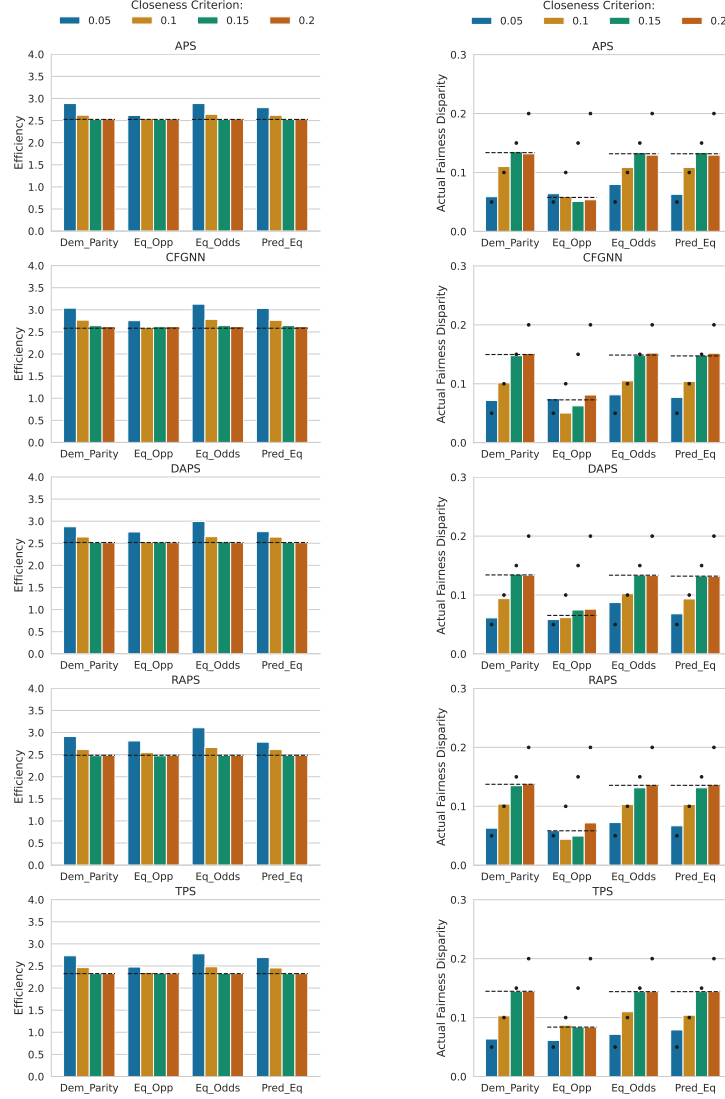 Closeness Criterion:
0.05 0.1 0.15 0.2
APS
4.0
3.5
3.0
2.5
2.0
1.5
1.0
0.5
0.0
Efficiency
Dem_Parity Eq_Opp Eq_Odds Pred_Eq
CFGNN
4.0
3.5
3.0
2.5
2.0
1.5
1.0
0.5
0.0
Efficiency
Dem_Parity Eq_Opp Eq_Odds Pred_Eq
DAPS
4.0
3.5
3.0
2.5
2.0
1.5
1.0
0.5
0.0
Efficiency
Dem_Parity Eq_Opp Eq_Odds Pred_Eq
RAPS
4.0
3.5
3.0
2.5
2.0
1.5
1.0
0.5
0.0
Efficiency
Dem_Parity Eq_Opp Eq_Odds Pred_Eq
TPS
4.0
3.5
3.0
2.5
2.0
1.5
1.0
0.5
0.0
Efficiency
Dem_Parity Eq_Opp Eq_Odds Pred_Eq
Closeness Criterion:
0.05 0.1 0.15 0.2
APS
0.3
0.2
0.1
0.0
Actual Fairness Disparity
Dem_Parity Eq_Opp Eq_Odds Pred_Eq
CFGNN
0.3
0.2
0.1
0.0
Actual Fairness Disparity
Dem_Parity Eq_Opp Eq_Odds Pred_Eq
DAPS
0.3
0.2
0.1
0.0
Actual Fairness Disparity
Dem_Parity Eq_Opp Eq_Odds Pred_Eq
RAPS
0.3
0.2
0.1
0.0
Actual Fairness Disparity
Dem_Parity Eq_Opp Eq_Odds Pred_Eq
TPS
0.3
0.2
0.1
0.0
Actual Fairness Disparity
Dem_Parity Eq_Opp Eq_Odds Pred_Eq